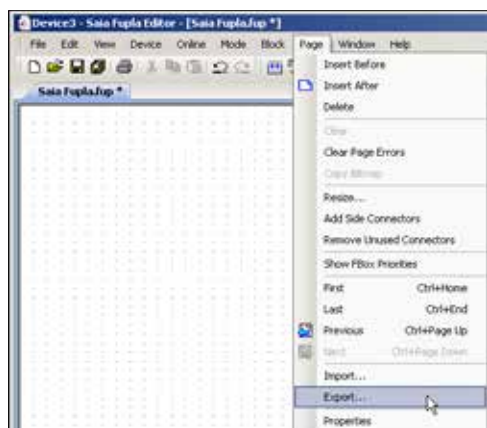 Device3 - Saia Fupla Editor - [Saia Fupla.fup *]
File Edit View Device Online Mode Block Page Window Help
Saia Fupla.fup *
Insert Before
Insert After
Delete
Clear
Clear Page Errors
Copy Bitmap
Resize...
Add Side Connectors
Remove Unused Connectors
Show FBox Priorities
First Ctrl+Home
Last Ctrl+End
Previous Ctrl+Page Up
Next Ctrl+Page Down
Import...
Export...
Properties